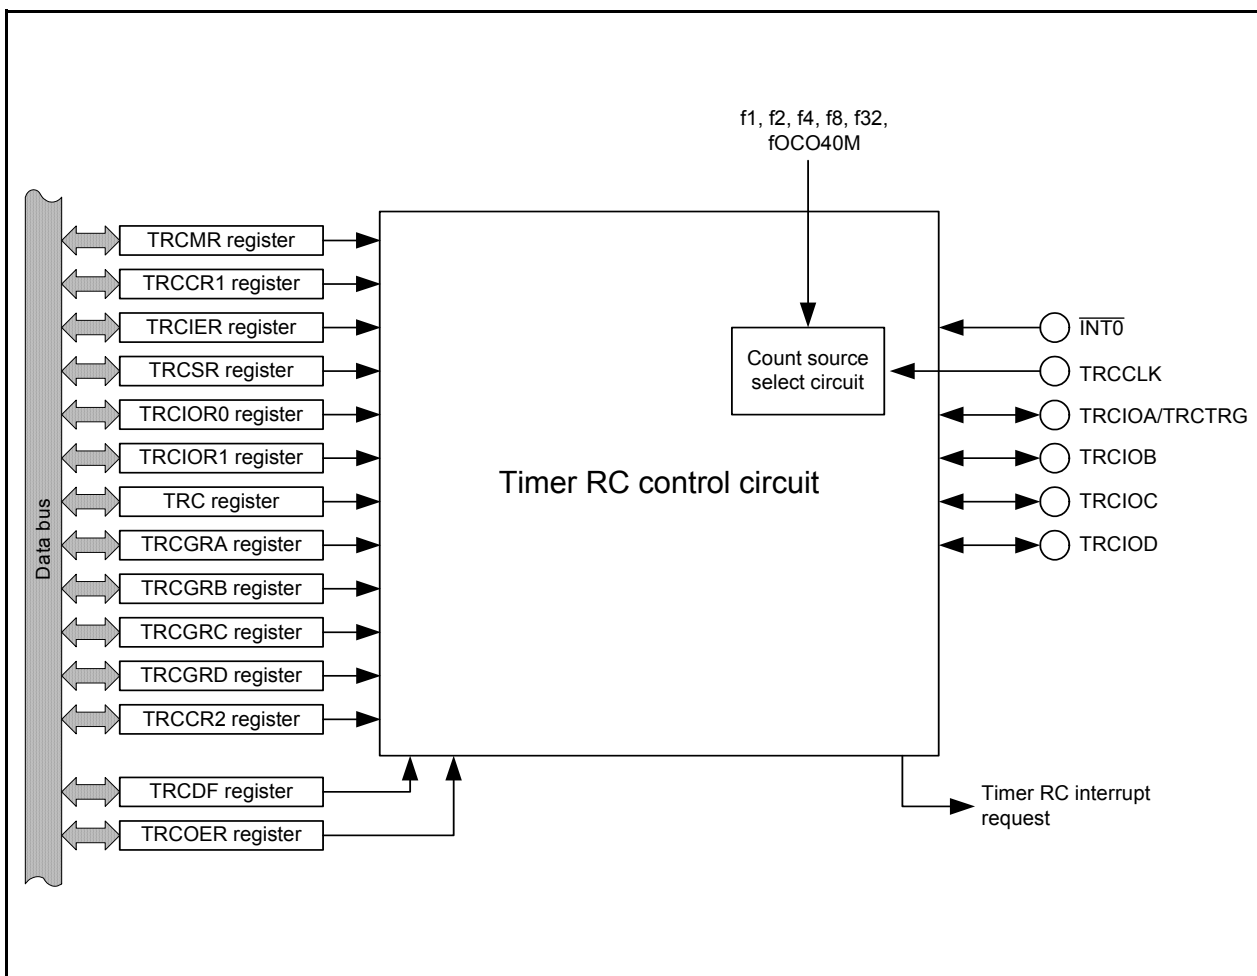 f1, f2, f4, f8, f32,
fOCO40M
Data bus
TRCMR register
TRCCR1 register
TRCIER register
TRCSR register
TRCIOR0 register
TRCIOR1 register
TRC register
TRCGRA register
TRCGRB register
TRCGRC register
TRCGRD register
TRCCR2 register
TRCDF register
TRCOER register
Count source
select circuit
Timer RC control circuit
INT0
TRCCLK
TRCIOA/TRCTRG
TRCIOB
TRCIOC
TRCIOD
Timer RC interrupt
request